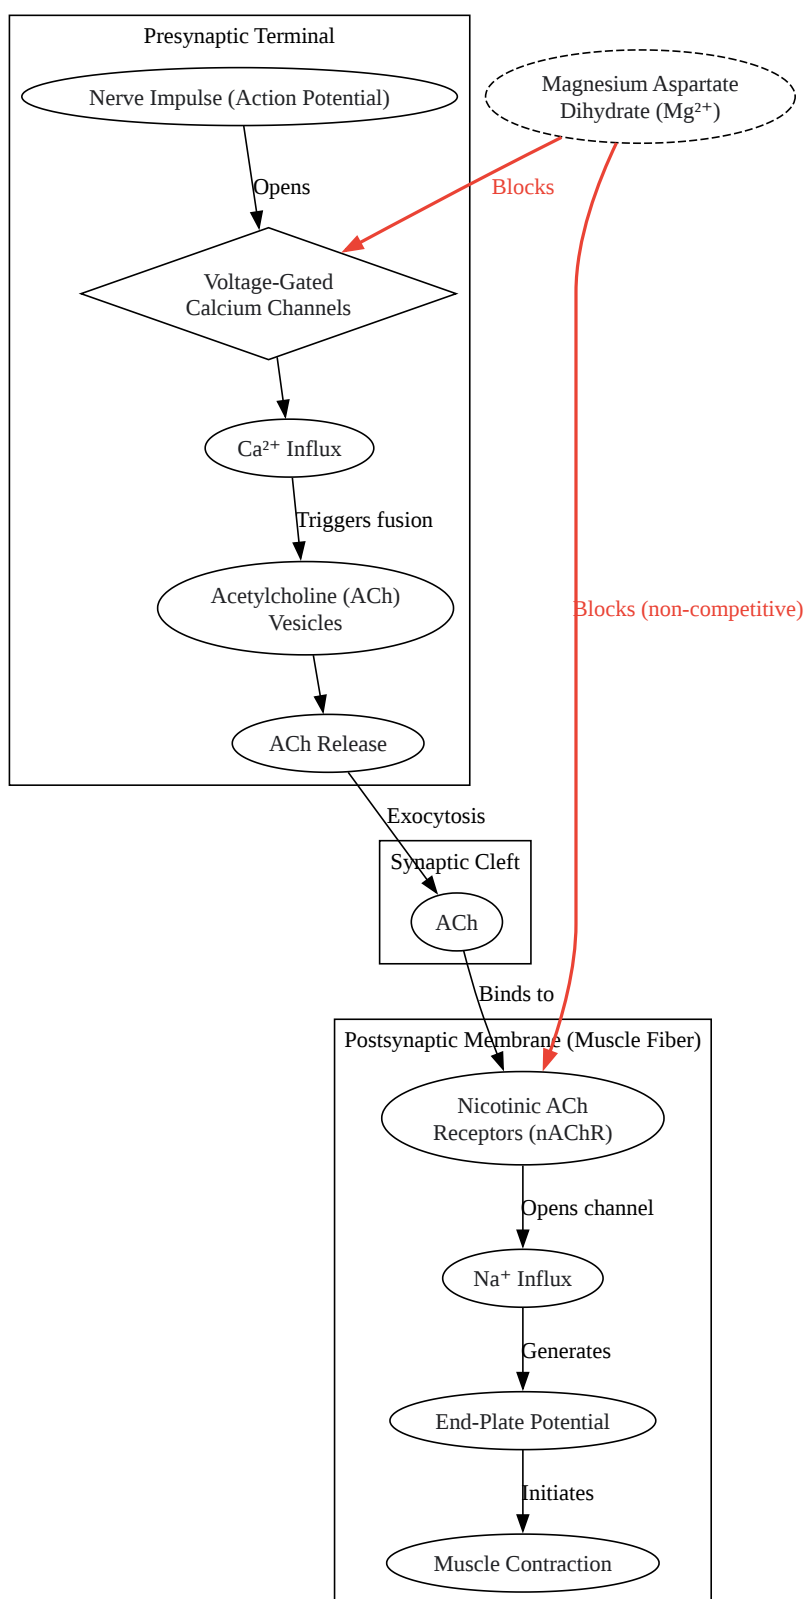 Presynaptic Terminal
Nerve Impulse (Action Potential)
Magnesium Aspartate
Dihydrate (Mg²⁺)
Opens
Blocks
Voltage-Gated
Calcium Channels
Ca²⁺ Influx
Triggers fusion
Acetylcholine (ACh)
Vesicles
Blocks (non-competitive)
ACh Release
Exocytosis
Synaptic Cleft
ACh
Binds to
Postsynaptic Membrane (Muscle Fiber)
Nicotinic ACh
Receptors (nAChR)
Opens channel
Na⁺ Influx
Generates
End-Plate Potential
Initiates
Muscle Contraction